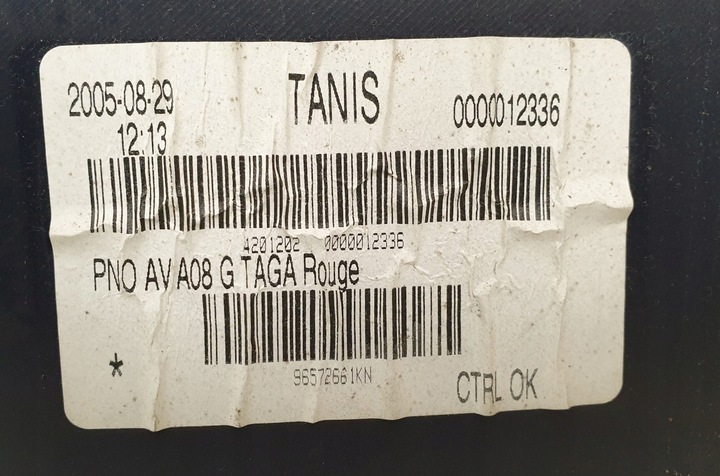 2005-08-29 TANIS 0000012336
12:13
4201202 0000012336
PNO AV A08 G TAGA Rouge
96572661KN
* CTRL OK